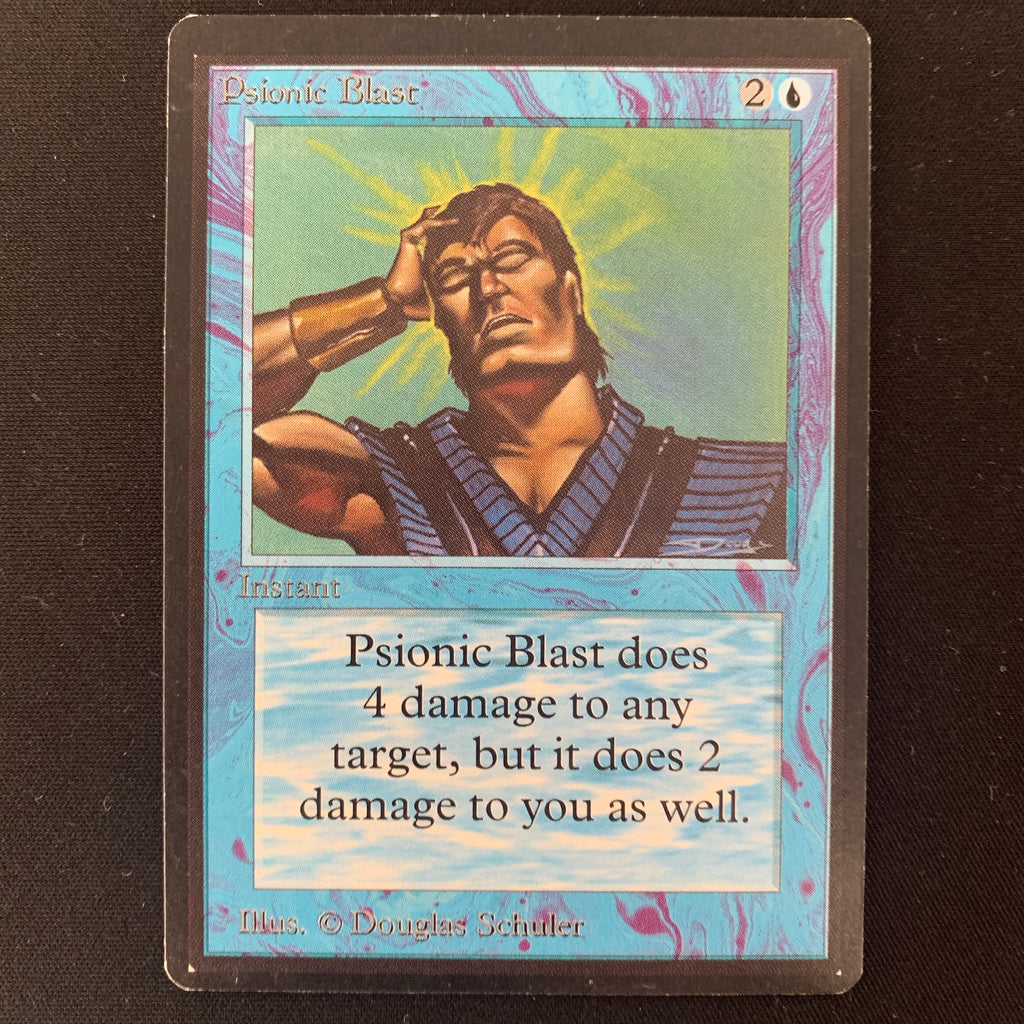 Psionic Blast 2
Instant
Psionic Blast does
4 damage to any
target, but it does 2
damage to you as well.
Illus. © Douglas Schuler